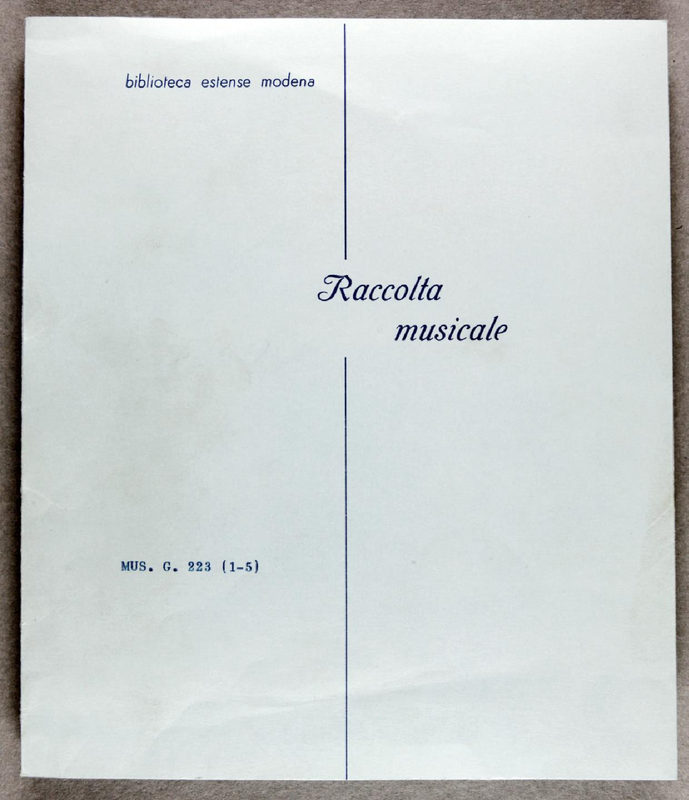 biblioteca estense modena
Raccolta
musicale
MUS. G. 223 (1-5)